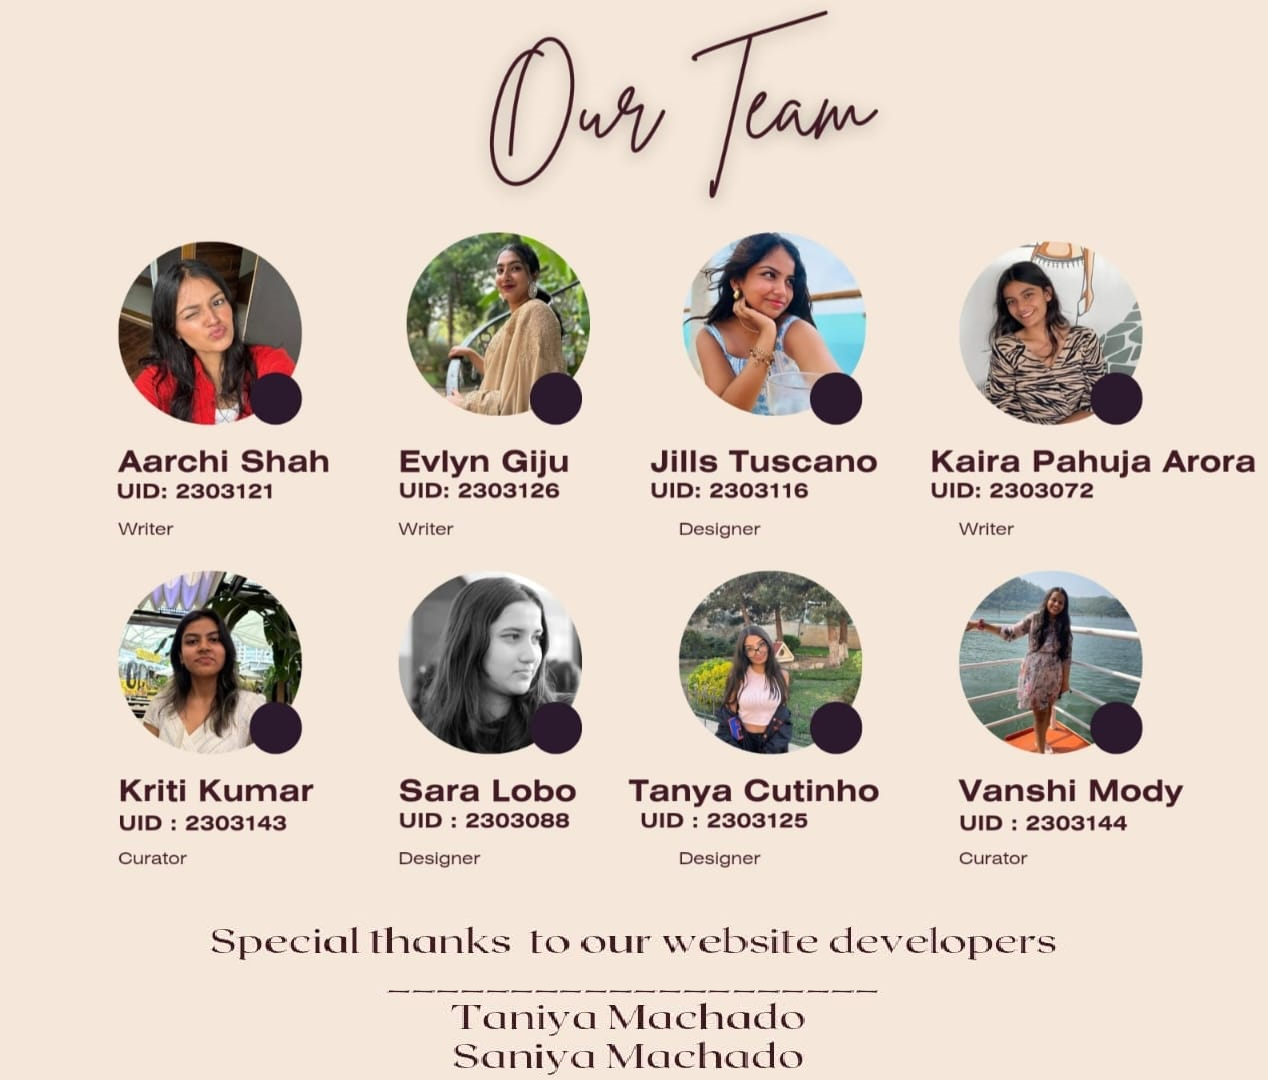 Our Team
Aarchi Shah
UID: 2303121
Writer
Evlyn Giju
UID: 2303126
Writer
Jills Tuscano
UID: 2303116
Designer
Kaira Pahuja Arora
UID: 2303072
Writer
Kriti Kumar
UID : 2303143
Curator
Sara Lobo
UID : 2303088
Designer
Tanya Cutinho
UID : 2303125
Designer
Vanshi Mody
UID : 2303144
Curator
Special thanks to our website developers
____________________
Taniya Machado
Saniya Machado